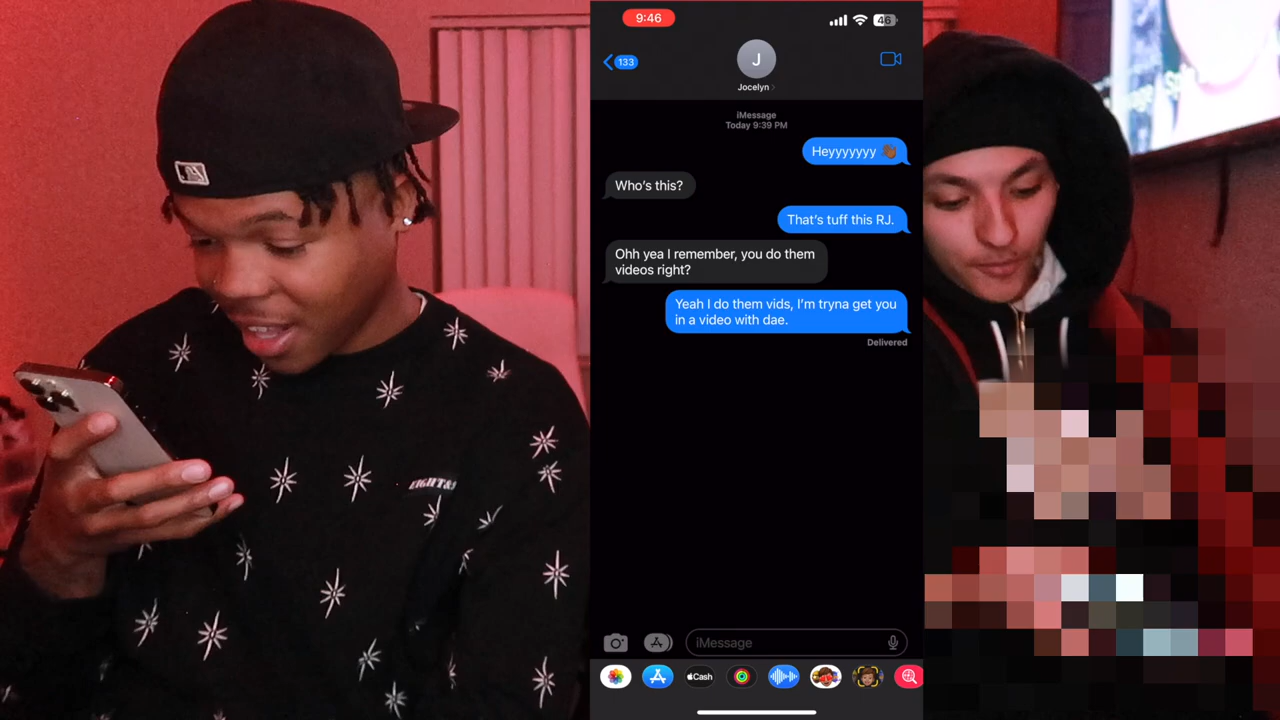 9:46
46
133
J
Jocelyn
iMessage
Today 9:39 PM
Heyyyyyyy 👋🏾
Who's this?
That's tuff this RJ.
Ohh yea I remember, you do them
videos right?
Yeah I do them vids, I'm tryna get you
in a video with dae.
Delivered
iMessage
Cash